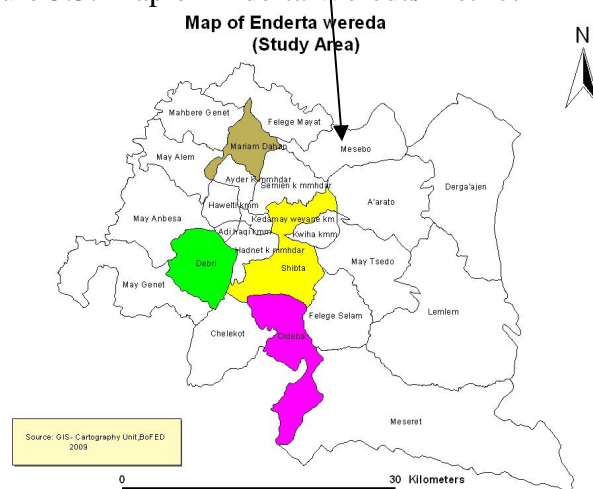 Map of Enderta wereda
(Study Area)
N
Mahbere Genet
Felege Mayat
Mariam Dahan
Mesebo
May Alem
Ayder k mmhdar
Semien k mmhdar
Derga'ajen
A'arato
Hawelti kmm
Kedamay weyane km
May Anbesa
Adi haqi kmm
Kwiha kmm
Hadnet k mmhdar
Debri
Shibta
May Tsedo
May Genet
Felege Selam
Lemlem
Chelekot
Dideba
Meseret
Source: GIS- Cartography Unit,BoFED
2009
0 30 Kilometers